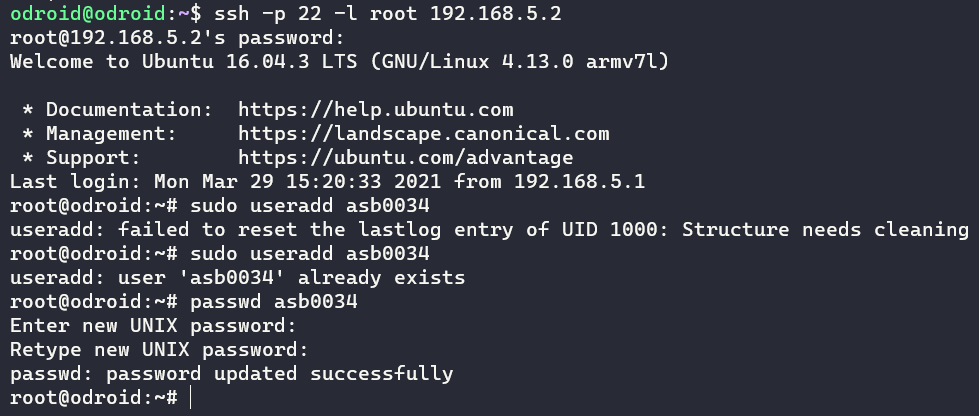 odroid@odroid:~$ ssh -p 22 -l root 192.168.5.2
root@192.168.5.2's password:
Welcome to Ubuntu 16.04.3 LTS (GNU/Linux 4.13.0 armv7l)
* Documentation:  https://help.ubuntu.com
* Management:     https://landscape.canonical.com
* Support:        https://ubuntu.com/advantage
Last login: Mon Mar 29 15:20:33 2021 from 192.168.5.1
root@odroid:~# sudo useradd asb0034
useradd: failed to reset the lastlog entry of UID 1000: Structure needs cleaning
root@odroid:~# sudo useradd asb0034
useradd: user 'asb0034' already exists
root@odroid:~# passwd asb0034
Enter new UNIX password:
Retype new UNIX password:
passwd: password updated successfully
root@odroid:~#